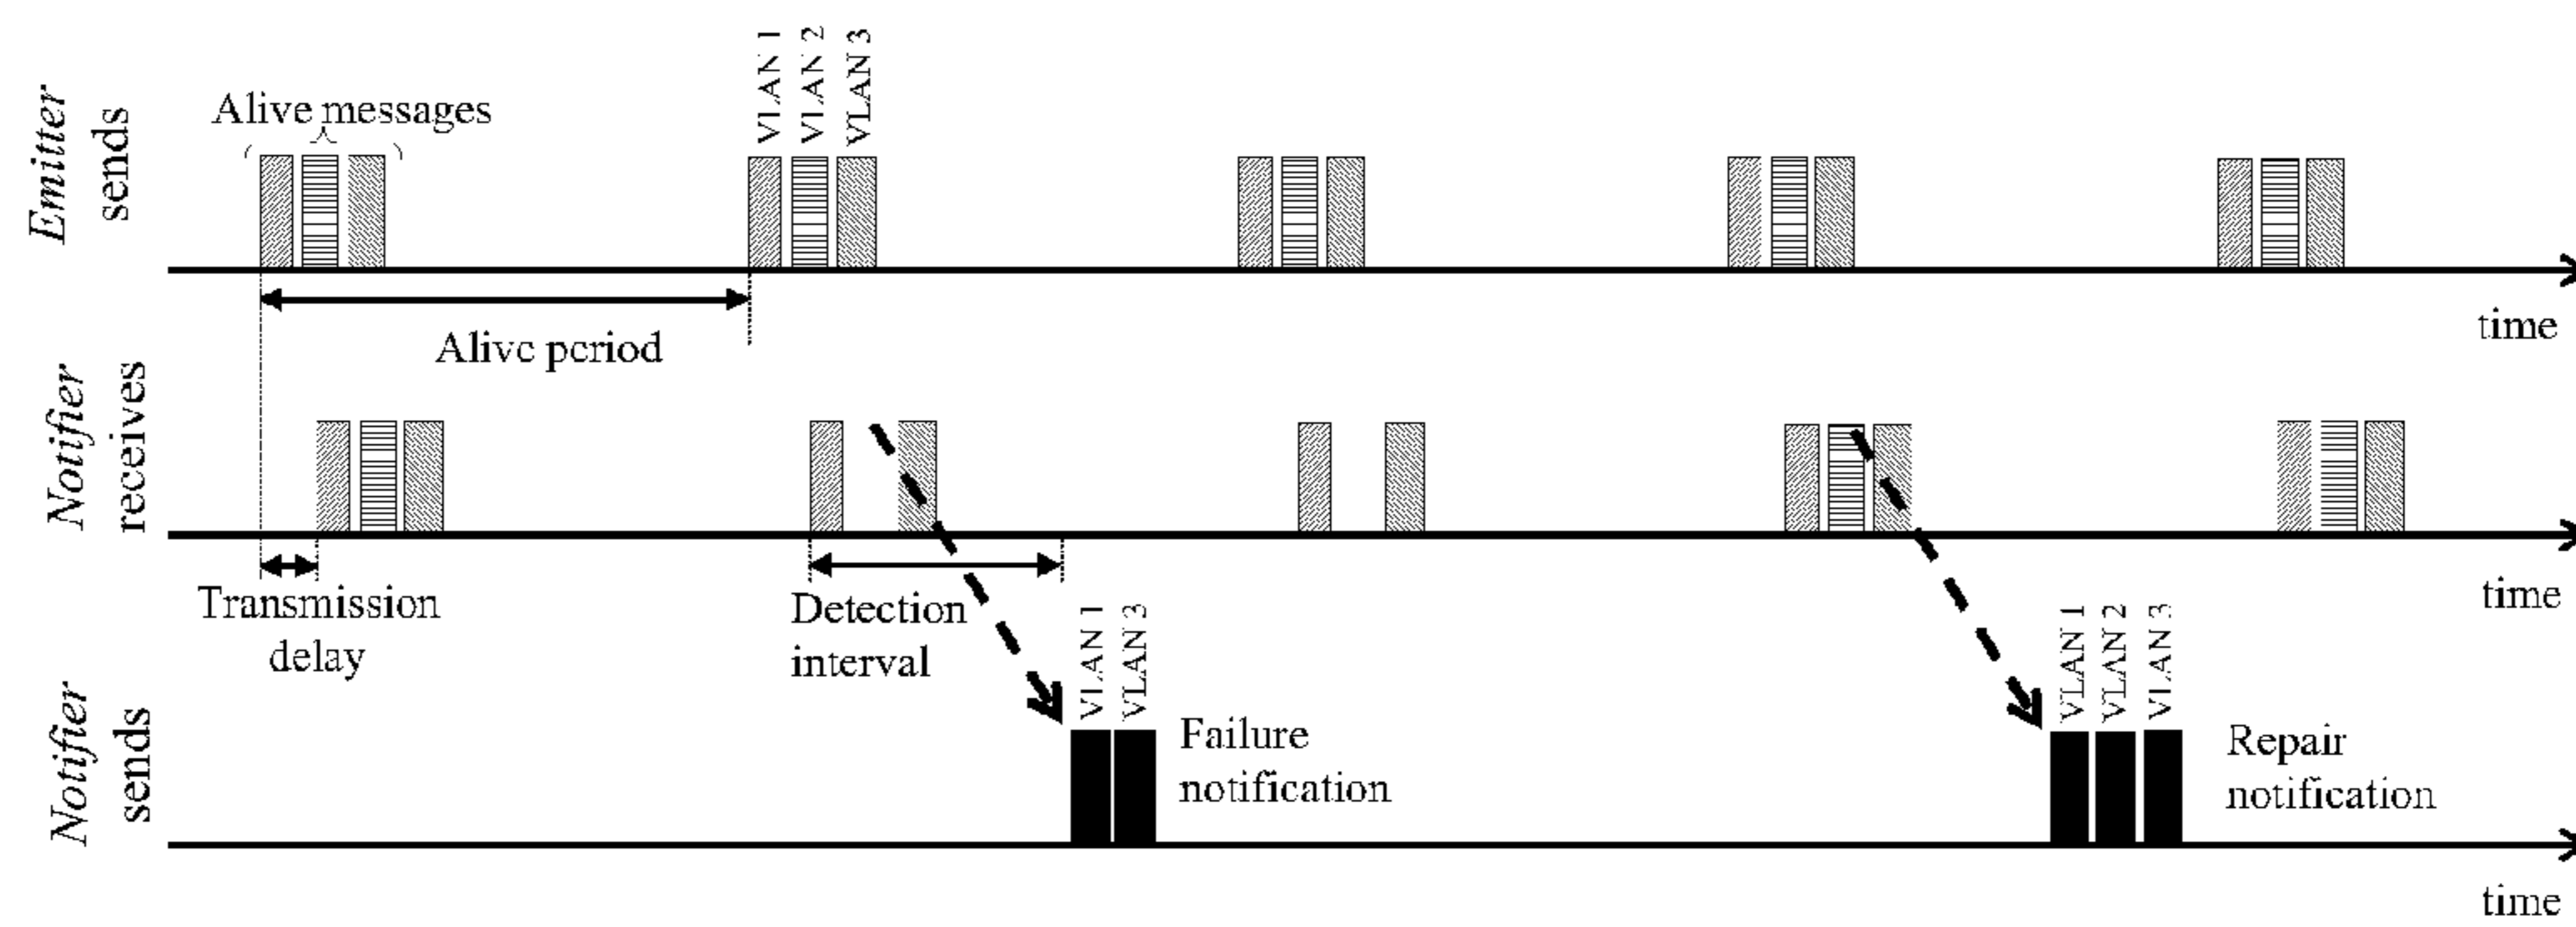 Emitter
sends
Alive messages
VLAN 1
VLAN 2
VLAN 3
Alive period
time
Notifier
receives
Transmission
delay
Detection
interval
time
Notifier
sends
VLAN 1
VLAN 3
Failure
notification
VLAN 1
VLAN 2
VLAN 3
Repair
notification
time